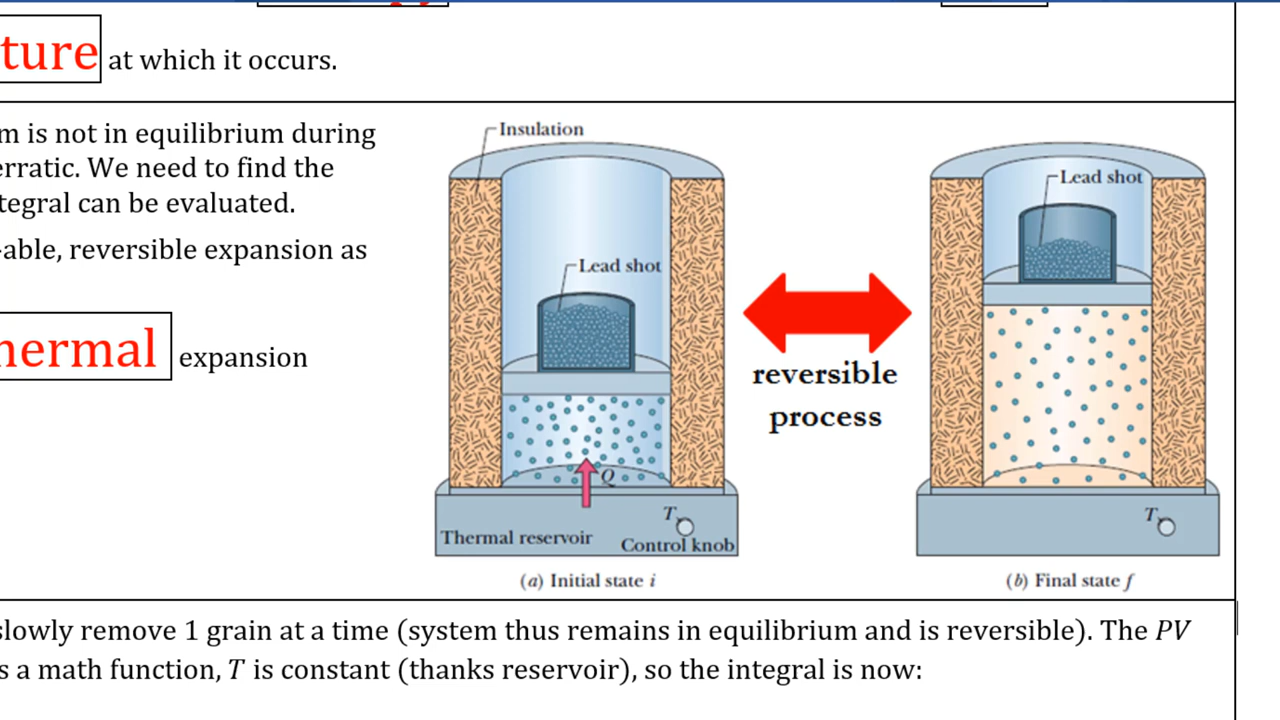 ture at which it occurs.
m is not in equilibrium during
erratic. We need to find the
tegral can be evaluated.
-able, reversible expansion as
hermal expansion
Insulation
Lead shot
Q
T
Thermal reservoir
Control knob
(a) Initial state i
reversible
process
Lead shot
T
(b) Final state f
slowly remove 1 grain at a time (system thus remains in equilibrium and is reversible). The PV
s a math function, T is constant (thanks reservoir), so the integral is now: